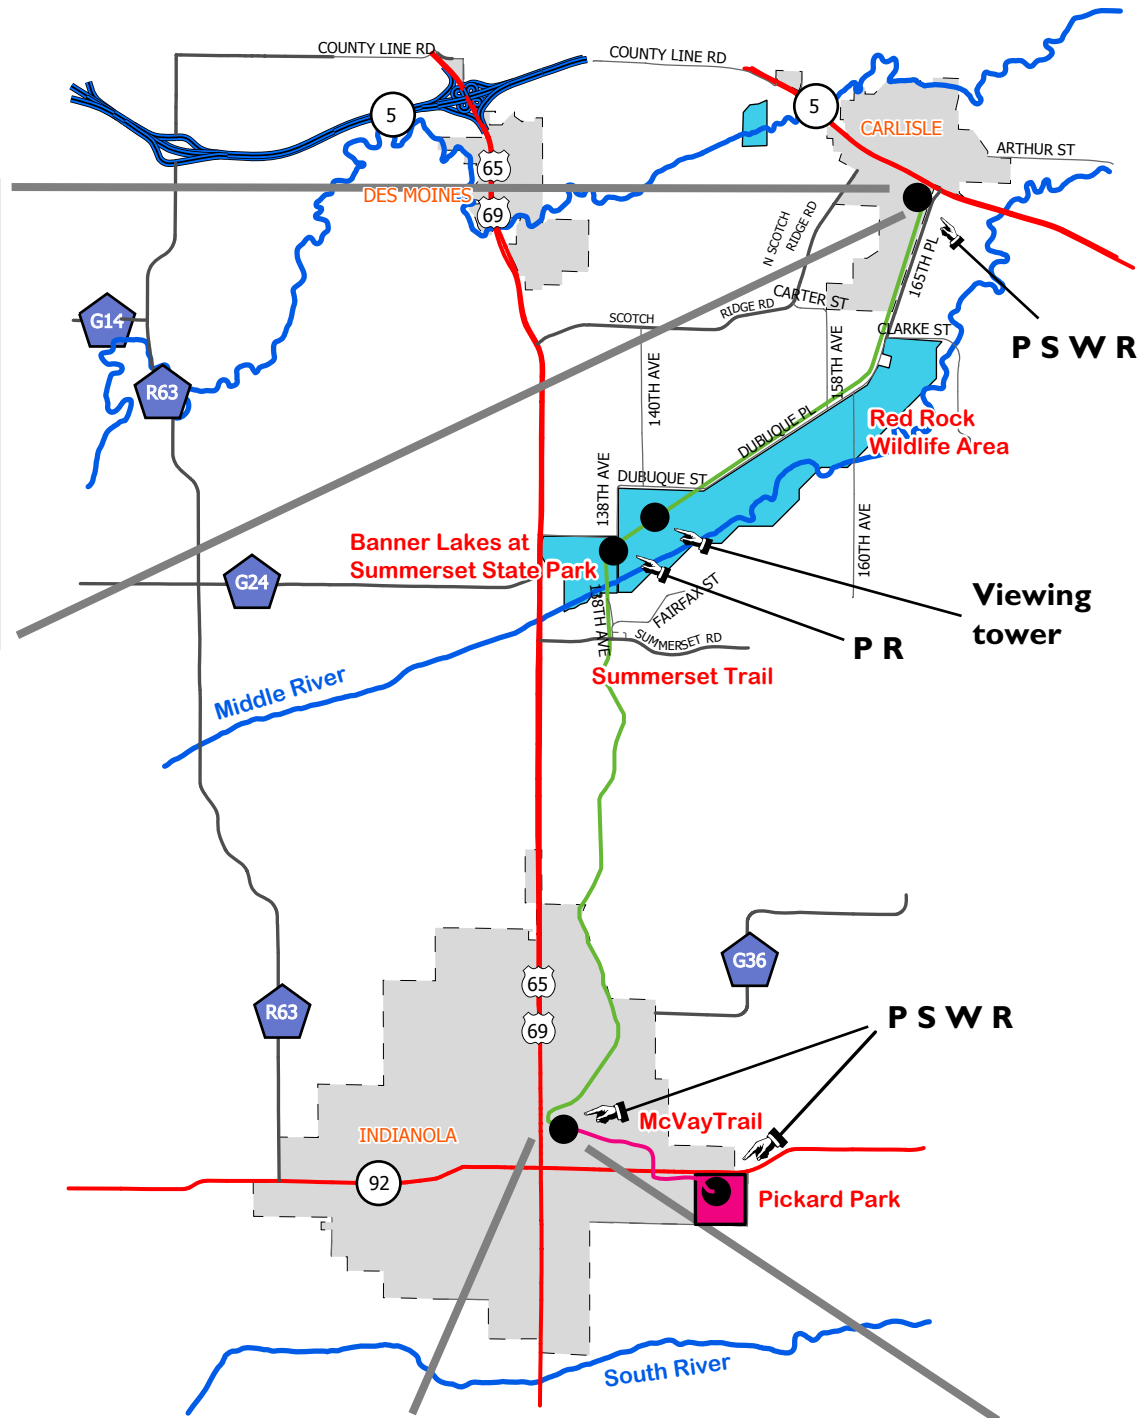 COUNTY LINE RD
COUNTY LINE RD
5
5
CARLISLE
ARTHUR ST
65
DES MOINES
69
N SCOTCH
RIDGE RD
165TH PL
G14
SCOTCH
RIDGE RD
CARTER ST
CLARKE ST
P S W R
R63
140TH AVE
158TH AVE
Red Rock
Wildlife Area
DUBUQUE PL
138TH AVE
DUBUQUE ST
160TH AVE
Banner Lakes at
Summerset State Park
G24
138TH AVE
FAIRFAX ST
Viewing
tower
SUMMERSET RD
P R
Summerset Trail
Middle River
G36
65
R63
69
P S W R
McVayTrail
INDIANOLA
92
Pickard Park
South River